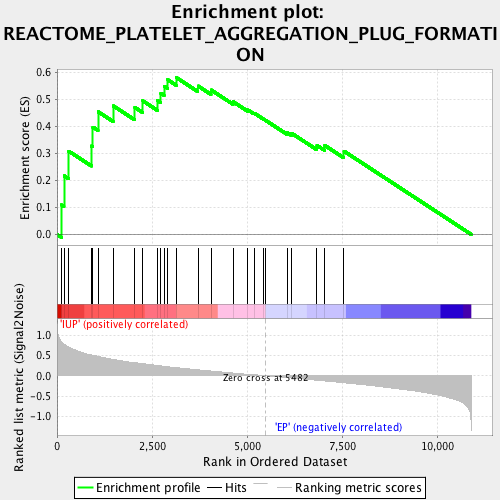 Enrichment plot:
REACTOME_PLATELET_AGGREGATION_PLUG_FORMATI
ON
Enrichment score (ES)
0.6
0.5
0.4
0.3
0.2
0.1
0.0
'IUP' (positively correlated)
Ranked list metric (Signal2Noise)
1.0
0.5
0.0
-0.5
-1.0
Zero cross at 5482
'EP' (negatively correlated)
0
2,500
5,000
7,500
10,000
Rank in Ordered Dataset
Enrichment profile
Hits
Ranking metric scores